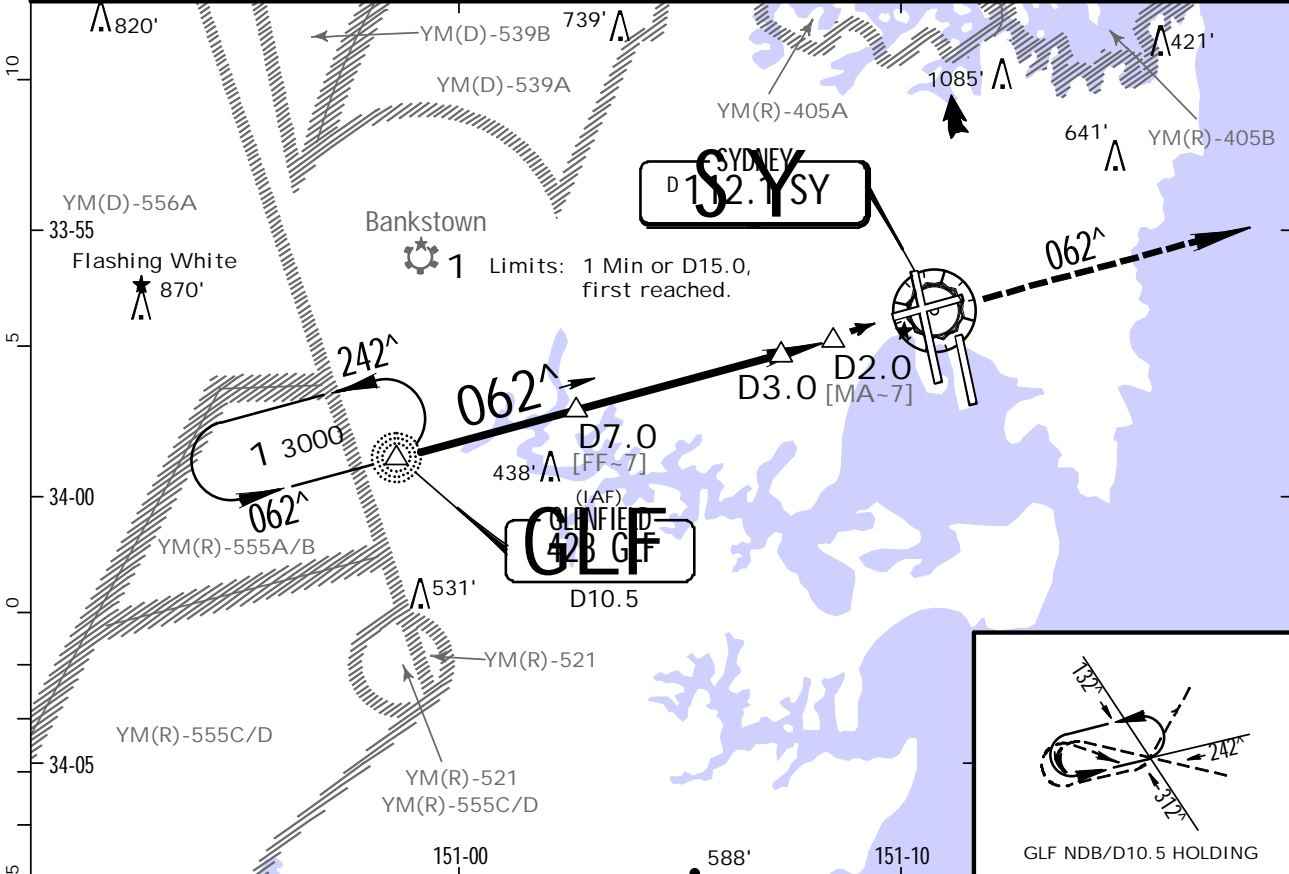 820'
YM(D)-539B
739'
421'
10
YM(D)-539A
YM(R)-405A
1085'
641'
YM(R)-405B
SYDNEY
D 112.1 SY
SY
YM(D)-556A
33-55
Bankstown
Flashing White
870'
1 Limits: 1 Min or D15.0,
first reached.
062^
5
242^
062^
D3.0
D2.0
[MA~7]
1 3000
D7.0
[FF~7]
438'
34-00
062^
(IAF)
GLENFIELD
428 GLF
GLF
D10.5
YM(R)-555A/B
0
531'
YM(R)-521
YM(R)-555C/D
34-05
YM(R)-521
YM(R)-555C/D
132^
242^
312^
5
151-00
588'
151-10
GLF NDB/D10.5 HOLDING